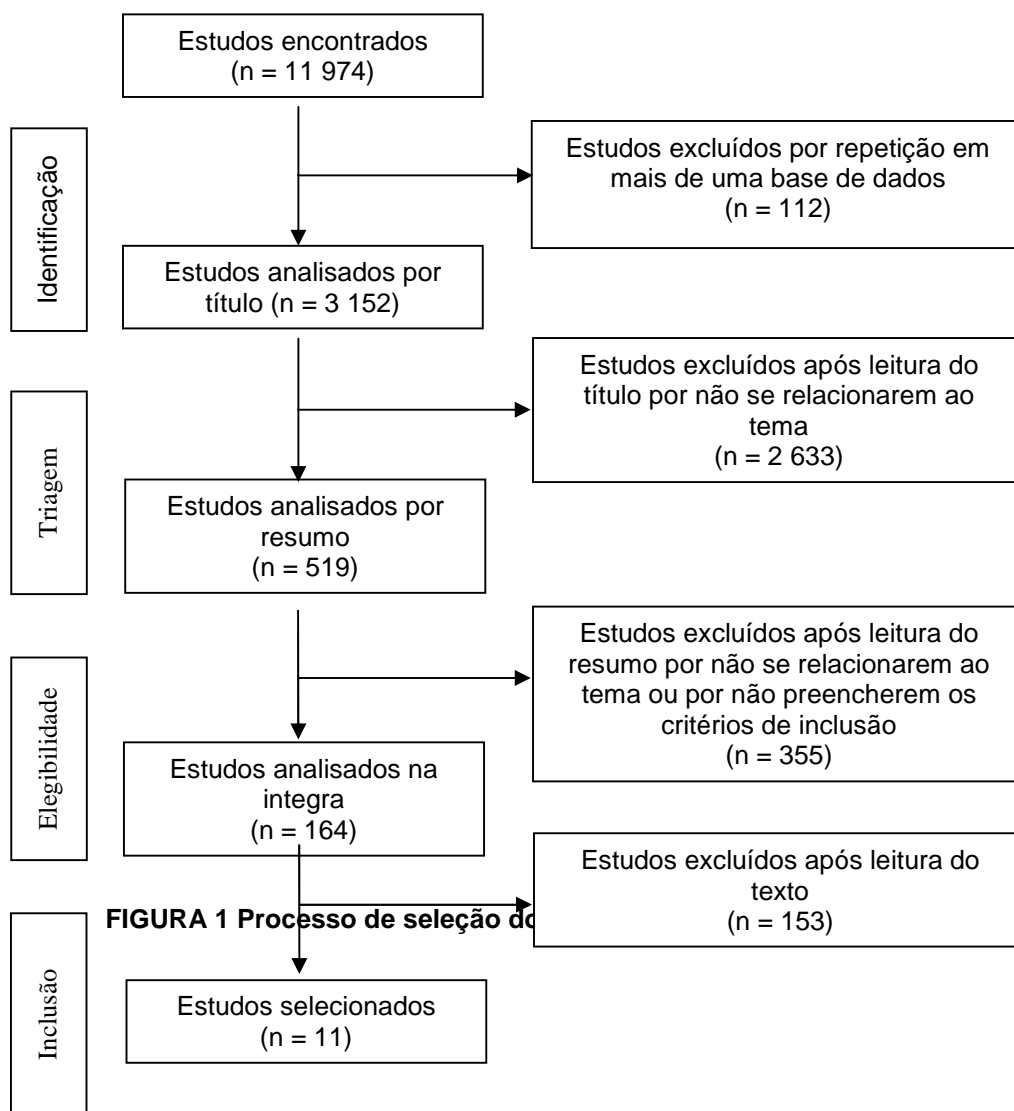 Estudos encontrados
(n = 11 974)
Identificação
Estudos excluídos por repetição em
mais de uma base de dados
(n = 112)
Estudos analisados por
título (n = 3 152)
Triagem
Estudos excluídos após leitura do
título por não se relacionarem ao
tema
(n = 2 633)
Estudos analisados por
resumo
(n = 519)
Elegibilidade
Estudos excluídos após leitura do
resumo por não se relacionarem ao
tema ou por não preencherem os
critérios de inclusão
(n = 355)
Estudos analisados na
integra
(n = 164)
Estudos excluídos após leitura do
texto
(n = 153)
FIGURA 1 Processo de seleção
Inclusão
Estudos selecionados
(n = 11)